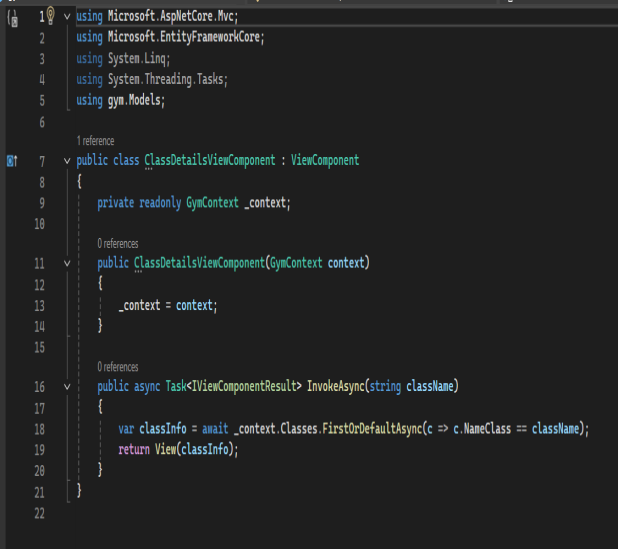 1 using Microsoft.AspNetCore.Mvc;
2 using Microsoft.EntityFrameworkCore;
3 using System.Linq;
4 using System.Threading.Tasks;
5 using gym.Models;
6
1 reference
7 public class ClassDetailsViewComponent : ViewComponent
8 {
9 private readonly GymContext _context;
10
0 references
11 public ClassDetailsViewComponent(GymContext context)
12 {
13 _context = context;
14 }
15
0 references
16 public async Task<IViewComponentResult> InvokeAsync(string className)
17 {
18 var classInfo = await _context.Classes.FirstOrDefaultAsync(c => c.NameClass == className);
19 return View(classInfo);
20 }
21 }
22